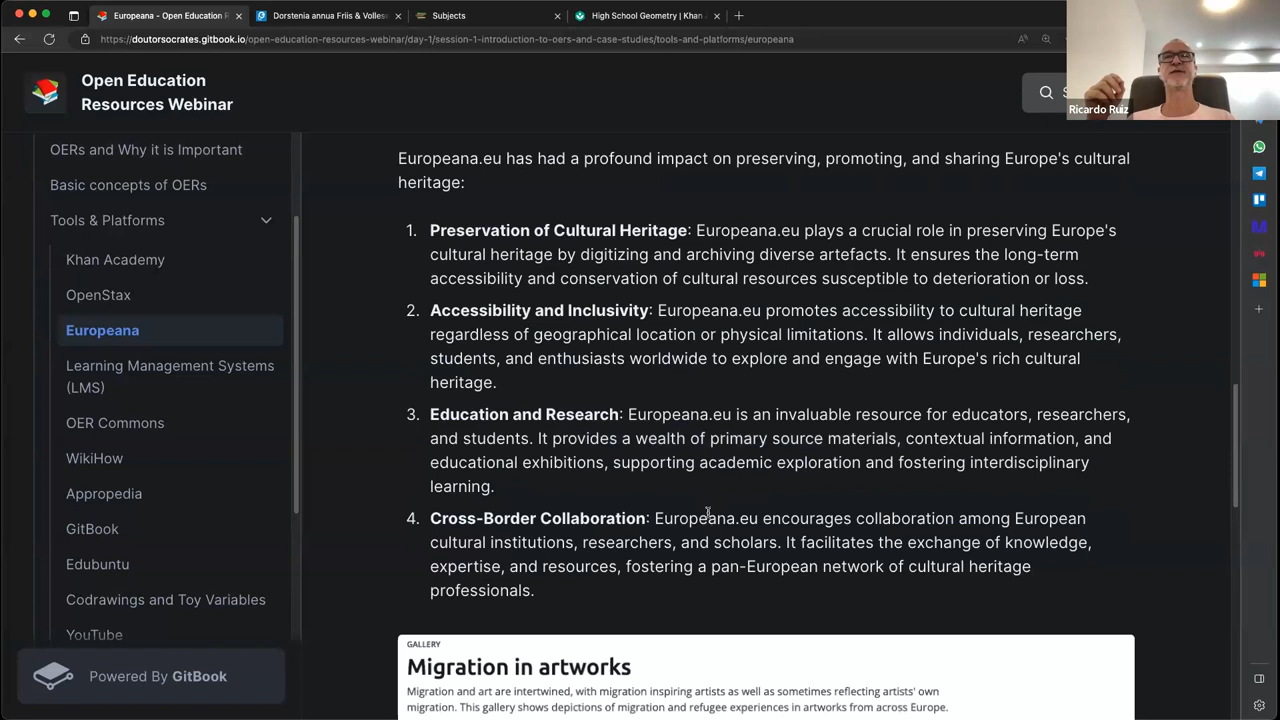 Europeana - Open Education R
Dorstenia annua Friis & Vollese
Subjects
High School Geometry | Khan
https://doutorsocrates.gitbook.io/open-education-resources-webinar/day-1/session-1-introduction-to-oers-and-case-studies/tools-and-platforms/europeana
Open Education
Resources Webinar
Ricardo Ruiz
OERs and Why it is Important
Basic concepts of OERs
Tools & Platforms
Khan Academy
OpenStax
Europeana
Learning Management Systems
(LMS)
OER Commons
WikiHow
Appropedia
GitBook
Edubuntu
Codrawings and Toy Variables
YouTube
Powered By GitBook
Europeana.eu has had a profound impact on preserving, promoting, and sharing Europe's cultural
heritage:
1. Preservation of Cultural Heritage: Europeana.eu plays a crucial role in preserving Europe's
cultural heritage by digitizing and archiving diverse artefacts. It ensures the long-term
accessibility and conservation of cultural resources susceptible to deterioration or loss.
2. Accessibility and Inclusivity: Europeana.eu promotes accessibility to cultural heritage
regardless of geographical location or physical limitations. It allows individuals, researchers,
students, and enthusiasts worldwide to explore and engage with Europe's rich cultural
heritage.
3. Education and Research: Europeana.eu is an invaluable resource for educators, researchers,
and students. It provides a wealth of primary source materials, contextual information, and
educational exhibitions, supporting academic exploration and fostering interdisciplinary
learning.
4. Cross-Border Collaboration: Europeana.eu encourages collaboration among European
cultural institutions, researchers, and scholars. It facilitates the exchange of knowledge,
expertise, and resources, fostering a pan-European network of cultural heritage
professionals.
GALLERY
Migration in artworks
Migration and art are intertwined, with migration inspiring artists as well as sometimes reflecting artists' own
migration. This gallery shows depictions of migration and refugee experiences in artworks from across Europe.